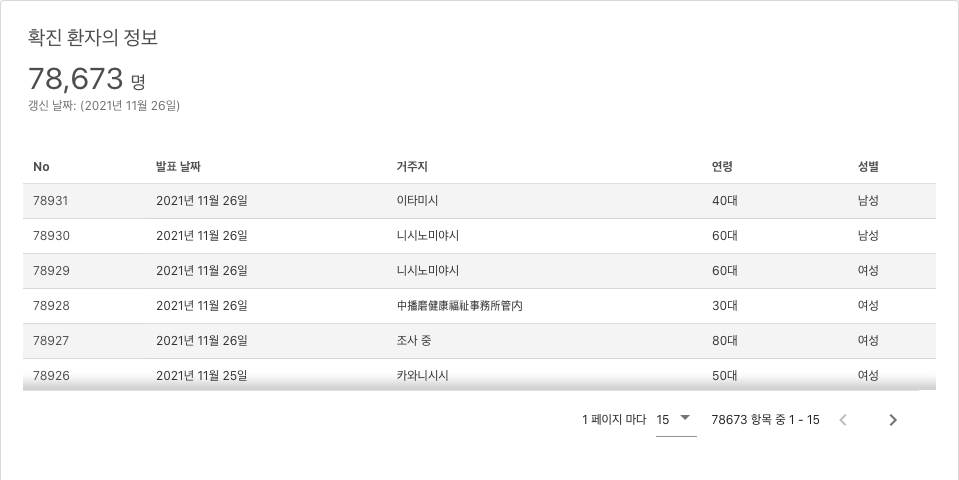 확진 환자의 정보
78,673 명
갱신 날짜: (2021년 11월 26일)
No 발표 날짜 거주지 연령 성별
78931 2021년 11월 26일 이타미시 40대 남성
78930 2021년 11월 26일 니시노미야시 60대 남성
78929 2021년 11월 26일 니시노미야시 60대 여성
78928 2021년 11월 26일 中播磨健康福祉事務所管内 30대 여성
78927 2021년 11월 26일 조사 중 80대 여성
78926 2021년 11월 25일 카와니시시 50대 여성
1 페이지 마다 15 78673 항목 중 1 - 15